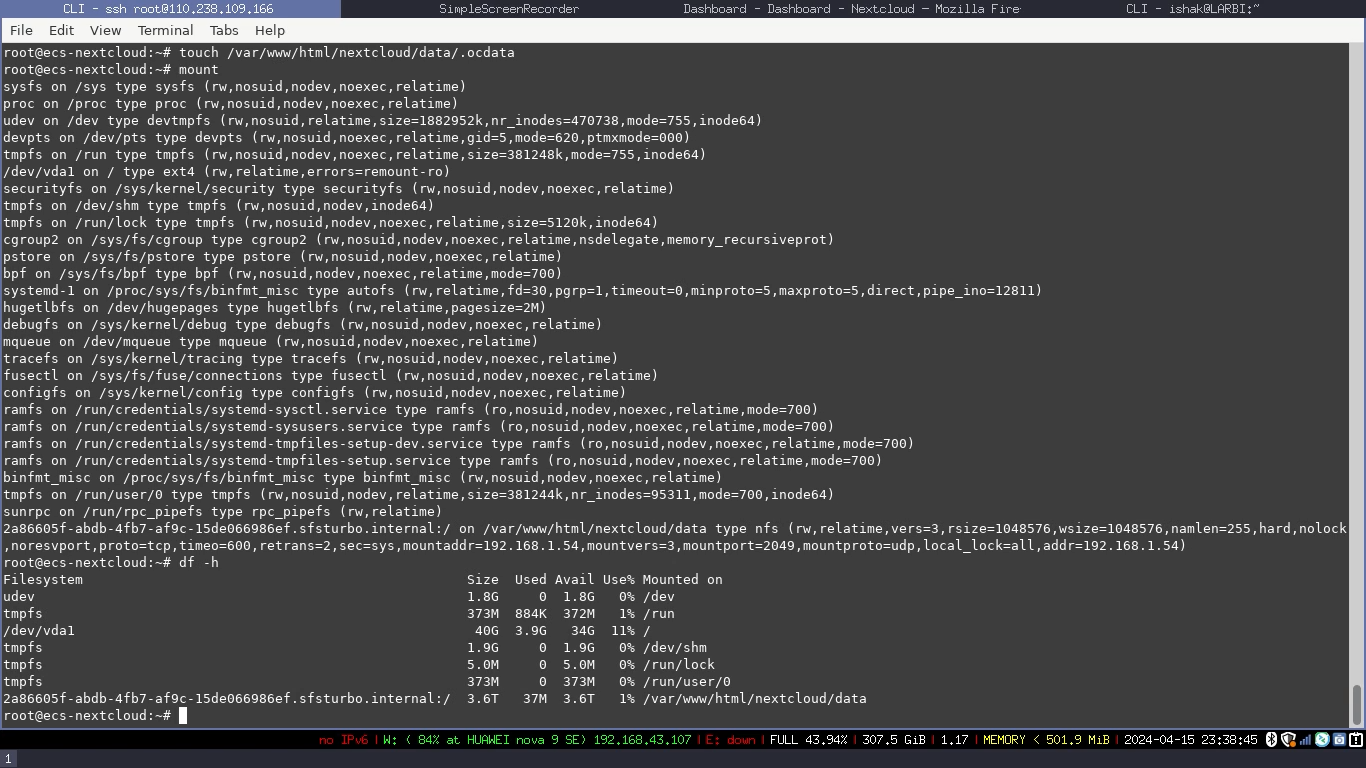 CLI - ssh root@110.238.109.166
SimpleScreenRecorder
Dashboard - Dashboard - Nextcloud — Mozilla Fire
CLI - ishak@LARBI:~
File Edit View Terminal Tabs Help
root@ecs-nextcloud:~# touch /var/www/html/nextcloud/data/.ocdata
root@ecs-nextcloud:~# mount
sysfs on /sys type sysfs (rw,nosuid,nodev,noexec,relatime)
proc on /proc type proc (rw,nosuid,nodev,noexec,relatime)
udev on /dev type devtmpfs (rw,nosuid,relatime,size=1882952k,nr_inodes=470738,mode=755,inode64)
devpts on /dev/pts type devpts (rw,nosuid,noexec,relatime,gid=5,mode=620,ptmxmode=000)
tmpfs on /run type tmpfs (rw,nosuid,nodev,noexec,relatime,size=381248k,mode=755,inode64)
/dev/vda1 on / type ext4 (rw,relatime,errors=remount-ro)
securityfs on /sys/kernel/security type securityfs (rw,nosuid,nodev,noexec,relatime)
tmpfs on /dev/shm type tmpfs (rw,nosuid,nodev,inode64)
tmpfs on /run/lock type tmpfs (rw,nosuid,nodev,noexec,relatime,size=5120k,inode64)
cgroup2 on /sys/fs/cgroup type cgroup2 (rw,nosuid,nodev,noexec,relatime,nsdelegate,memory_recursiveprot)
pstore on /sys/fs/pstore type pstore (rw,nosuid,nodev,noexec,relatime)
bpf on /sys/fs/bpf type bpf (rw,nosuid,nodev,noexec,relatime,mode=700)
systemd-1 on /proc/sys/fs/binfmt_misc type autofs (rw,relatime,fd=30,pgrp=1,timeout=0,minproto=5,maxproto=5,direct,pipe_ino=12811)
hugetlbfs on /dev/hugepages type hugetlbfs (rw,relatime,pagesize=2M)
debugfs on /sys/kernel/debug type debugfs (rw,nosuid,nodev,noexec,relatime)
mqueue on /dev/mqueue type mqueue (rw,nosuid,nodev,noexec,relatime)
tracefs on /sys/kernel/tracing type tracefs (rw,nosuid,nodev,noexec,relatime)
fusectl on /sys/fs/fuse/connections type fusectl (rw,nosuid,nodev,noexec,relatime)
configfs on /sys/kernel/config type configfs (rw,nosuid,nodev,noexec,relatime)
ramfs on /run/credentials/systemd-sysctl.service type ramfs (ro,nosuid,nodev,noexec,relatime,mode=700)
ramfs on /run/credentials/systemd-sysusers.service type ramfs (ro,nosuid,nodev,noexec,relatime,mode=700)
ramfs on /run/credentials/systemd-tmpfiles-setup-dev.service type ramfs (ro,nosuid,nodev,noexec,relatime,mode=700)
ramfs on /run/credentials/systemd-tmpfiles-setup.service type ramfs (ro,nosuid,nodev,noexec,relatime,mode=700)
binfmt_misc on /proc/sys/fs/binfmt_misc type binfmt_misc (rw,nosuid,nodev,noexec,relatime)
tmpfs on /run/user/0 type tmpfs (rw,nosuid,nodev,relatime,size=381244k,nr_inodes=95311,mode=700,inode64)
sunrpc on /run/rpc_pipefs type rpc_pipefs (rw,relatime)
2a86605f-abdb-4fb7-af9c-15de066986ef.sfsturbo.internal:/ on /var/www/html/nextcloud/data type nfs (rw,relatime,vers=3,rsize=1048576,wsize=1048576,namlen=255,hard,nolock
,noresvport,proto=tcp,timeo=600,retrans=2,sec=sys,mountaddr=192.168.1.54,mountvers=3,mountport=2049,mountproto=udp,local_lock=all,addr=192.168.1.54)
root@ecs-nextcloud:~# df -h
Filesystem Size Used Avail Use% Mounted on
udev 1.8G 0 1.8G 0% /dev
tmpfs 373M 884K 372M 1% /run
/dev/vda1 40G 3.9G 34G 11% /
tmpfs 1.9G 0 1.9G 0% /dev/shm
tmpfs 5.0M 0 5.0M 0% /run/lock
tmpfs 373M 0 373M 0% /run/user/0
2a86605f-abdb-4fb7-af9c-15de066986ef.sfsturbo.internal:/ 3.6T 37M 3.6T 1% /var/www/html/nextcloud/data
root@ecs-nextcloud:~#
no IPv6 | W: ( 84% at HUAWEI nova 9 SE) 192.168.43.107 | E: down | FULL 43.94% | 307.5 GiB | 1.17 | MEMORY < 501.9 MiB | 2024-04-15 23:38:45
1